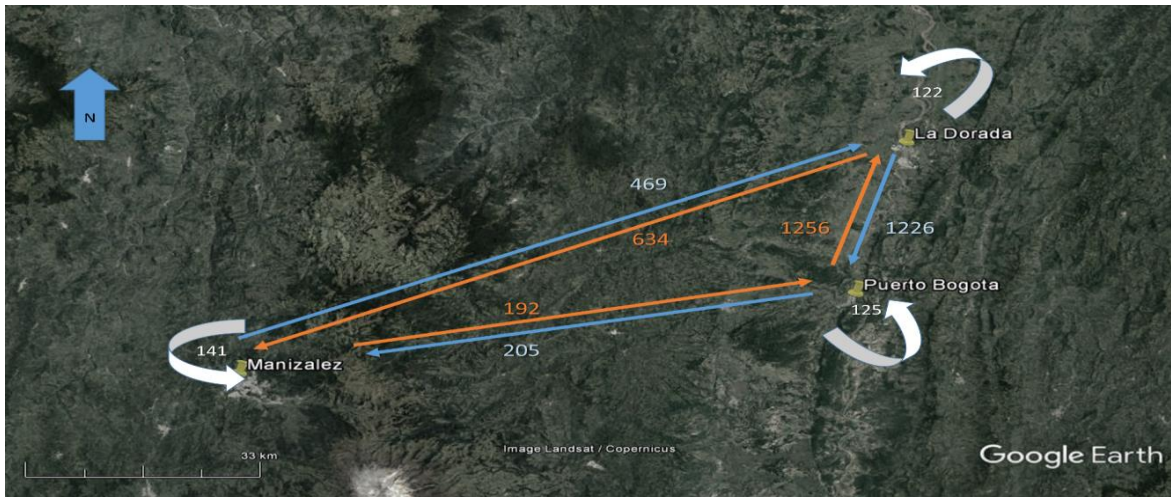 N
122
La Dorada
469
634
1256
1226
Puerto Bogota
125
192
205
141
Manizalez
33 km
Image Landsat / Copernicus
Google Earth